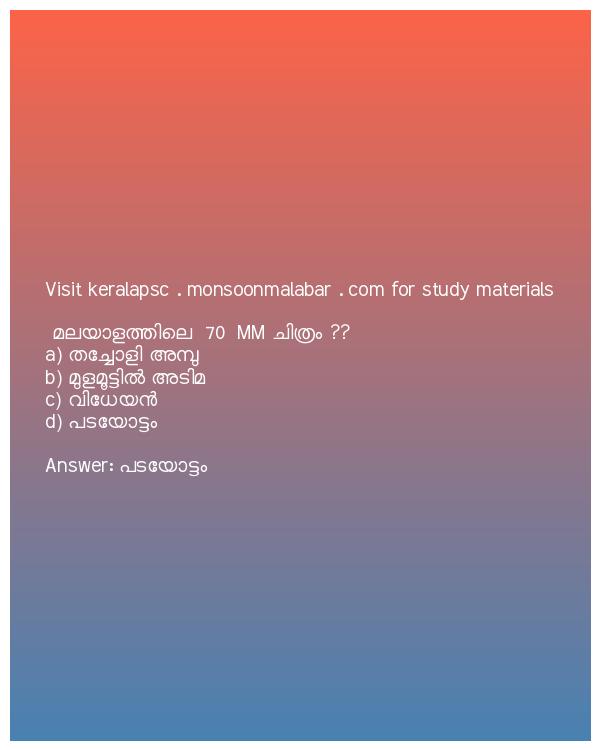 Visit keralapsc . monsoonmalabar . com for study materials
മലയാളത്തിലെ 70 MM ചിത്രം ??
a) തച്ചോളി അമ്പു
b) മുളമൂട്ടിൽ അടിമ
c) വിധേയൻ
d) പടയോട്ടം
Answer: പടയോട്ടം